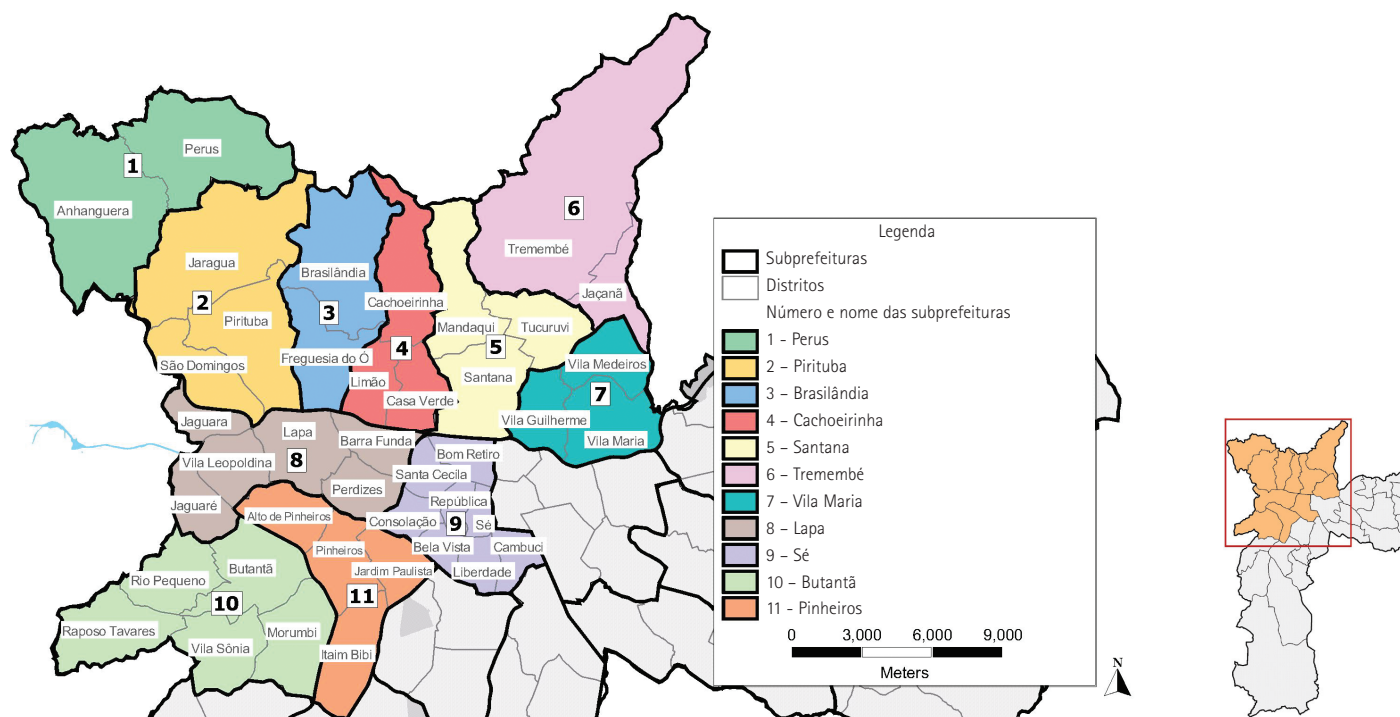 Perus
1
Anhanguera
6
Tremembé
Jaçanã
Jaragua
2
Pirituba
São Domingos
Brasilândia
3
Freguesia do Ó
Cachoeirinha
4
Limão
Casa Verde
Mandaqui
Tucuruvi
5
Santana
Vila Medeiros
7
Vila Guilherme
Vila Maria
Jaguara
Lapa
Barra Funda
Vila Leopoldina
8
Perdizes
Jaguaré
Bom Retiro
Santa Cecíla
República
Consolação
9
Sé
Bela Vista
Cambuci
Liberdade
Alto de Pinheiros
Pinheiros
Jardim Paulista
11
Itaim Bibi
Butantã
Rio Pequeno
10
Raposo Tavares
Morumbi
Vila Sônia
Legenda
Subprefeituras
Distritos
Número e nome das subprefeituras
1 - Perus
2 – Pirituba
3 - Brasilândia
4 - Cachoeirinha
5 – Santana
6 – Tremembé
7 – Vila Maria
8 – Lapa
9 – Sé
10 – Butantã
11 - Pinheiros
0 3,000 6,000 9,000
Meters
N